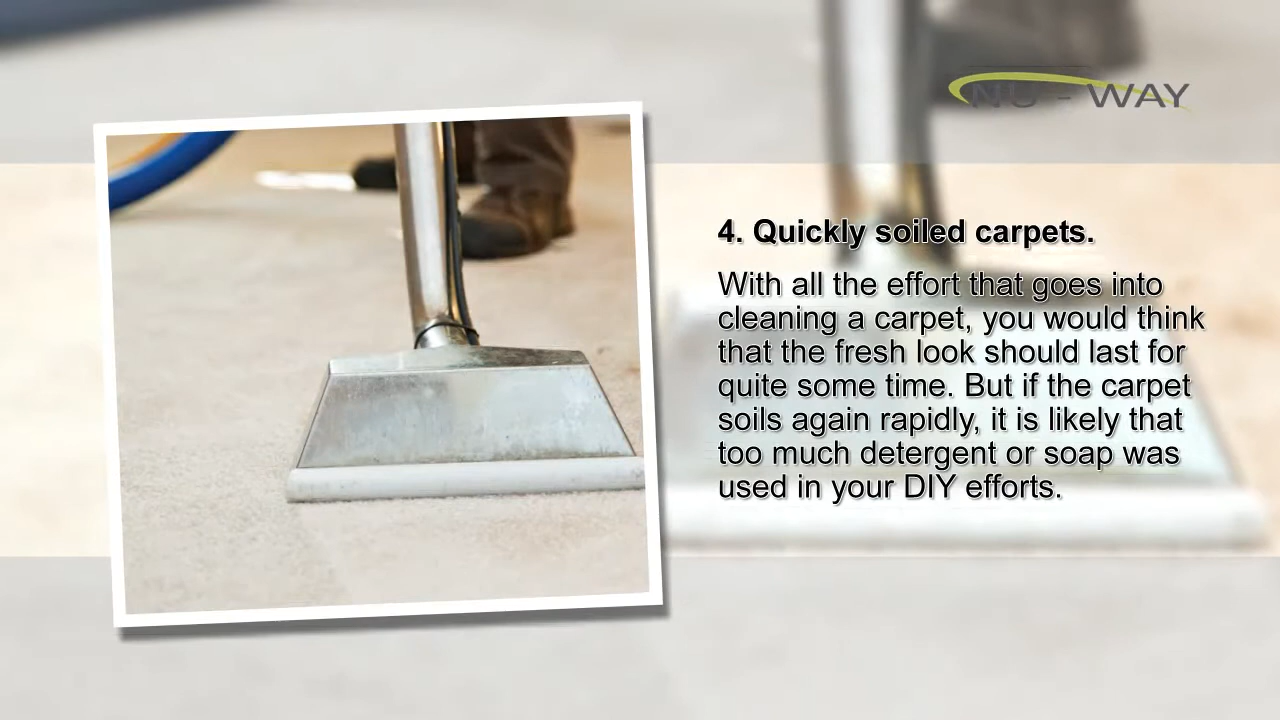 NU - WAY
4. Quickly soiled carpets.
With all the effort that goes into
cleaning a carpet, you would think
that the fresh look should last for
quite some time. But if the carpet
soils again rapidly, it is likely that
too much detergent or soap was
used in your DIY efforts.